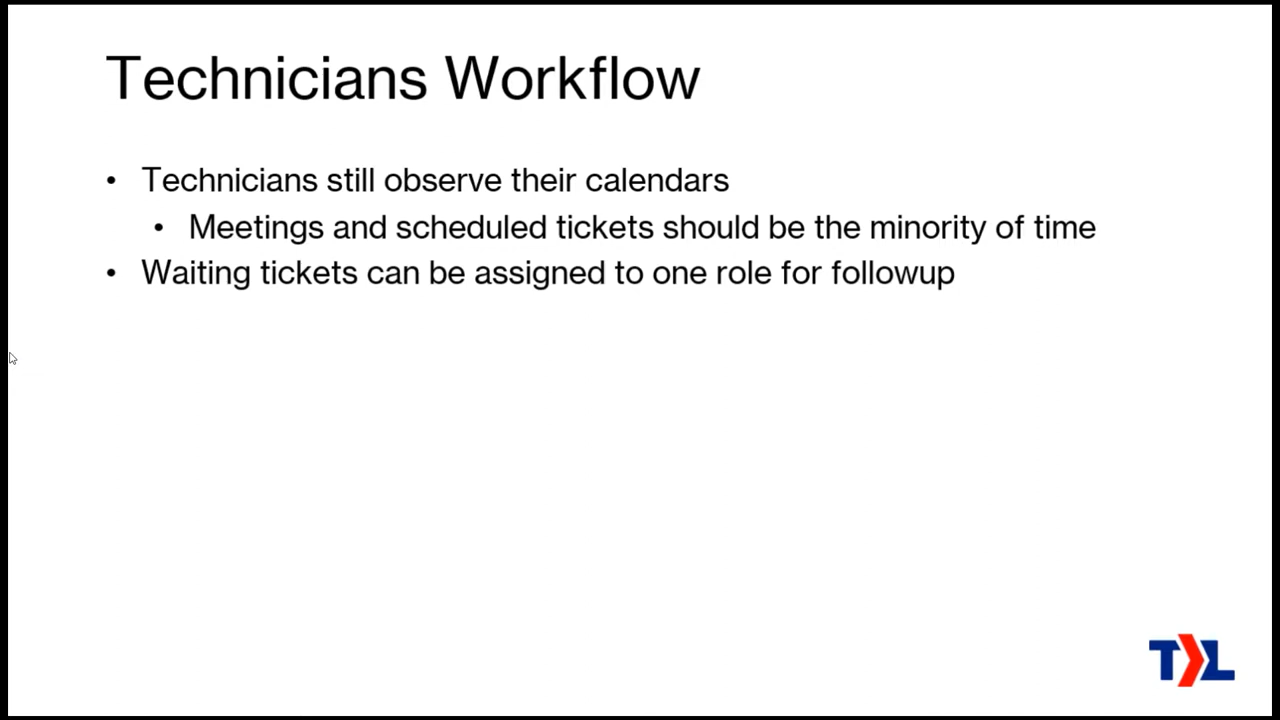 Technicians Workflow
• Technicians still observe their calendars
• Meetings and scheduled tickets should be the minority of time
• Waiting tickets can be assigned to one role for followup
TL